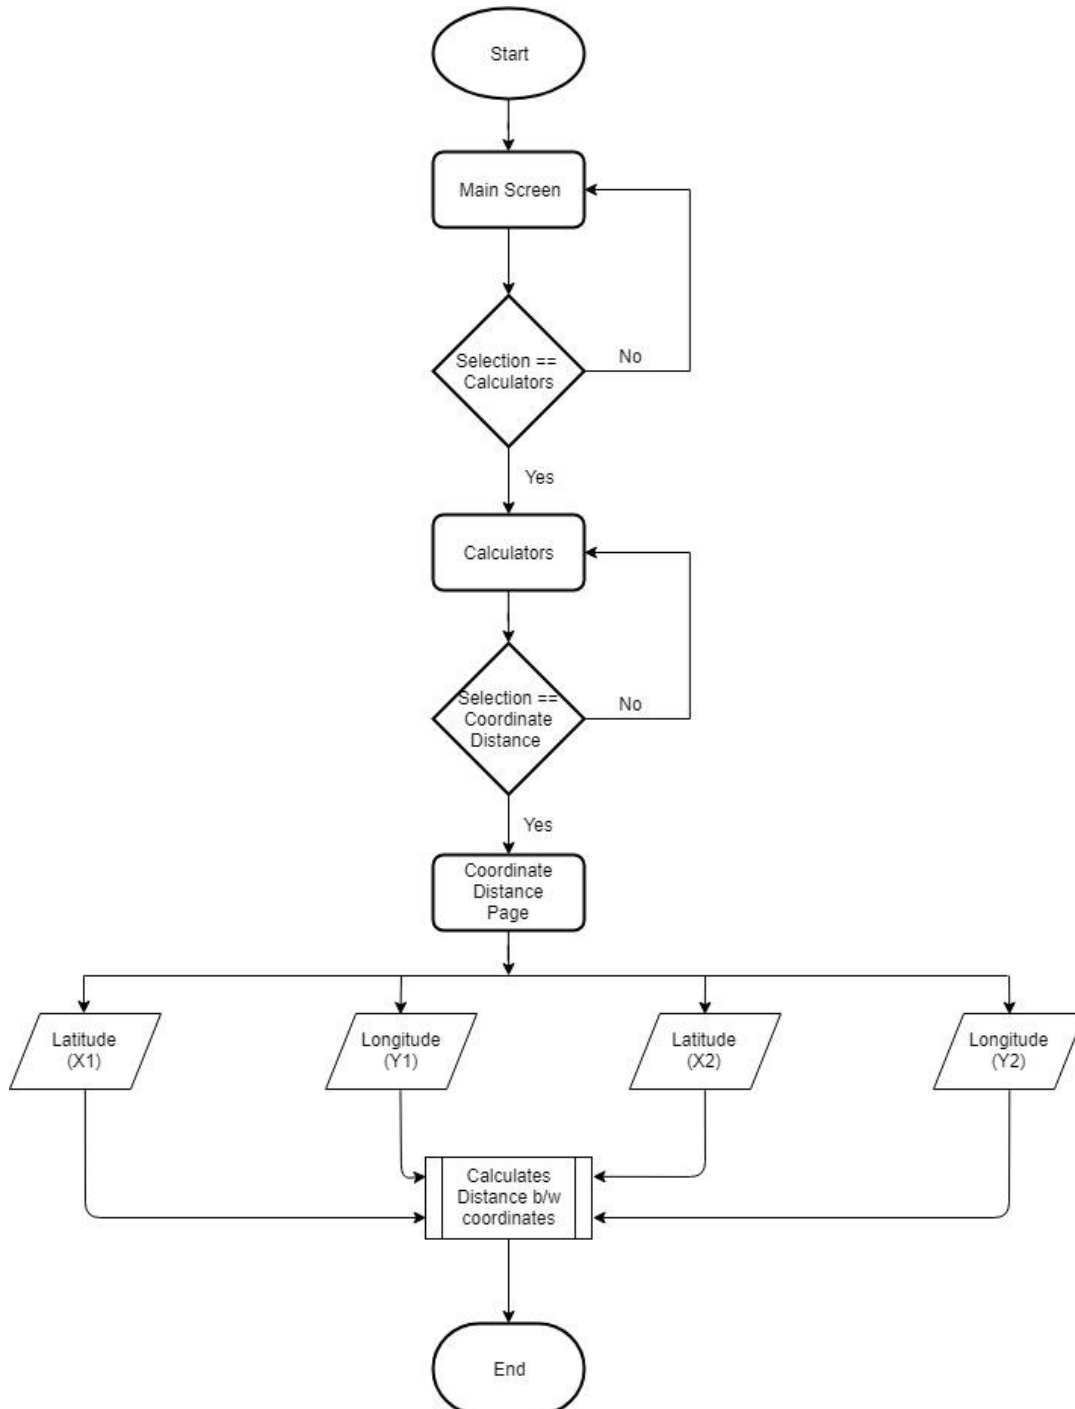 Start
Main Screen
Selection ==
Calculators
No
Yes
Calculators
Selection ==
Coordinate
Distance
No
Yes
Coordinate
Distance
Page
Latitude
(X1)
Longitude
(Y1)
Latitude
(X2)
Longitude
(Y2)
Calculates
Distance b/w
coordinates
End